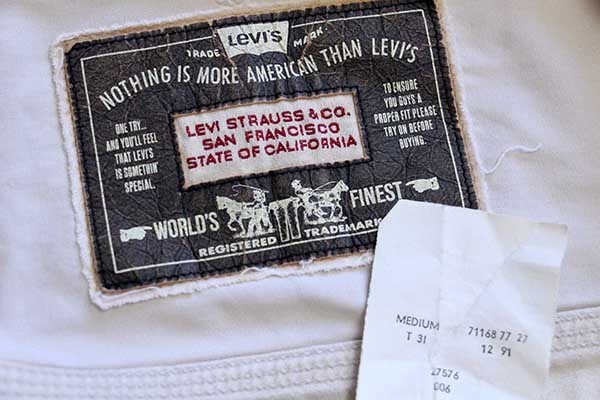 LEVI'S
TRADE MARK
NOTHING IS MORE AMERICAN THAN LEVI'S
ONE TRY...
AND YOU'LL FEEL
THAT LEVI'S
IS SOMETHIN'
SPECIAL.
LEVI STRAUSS & CO.
SAN FRANCISCO
STATE OF CALIFORNIA
TO ENSURE
YOU GUYS A
PROPER FIT PLEASE
TRY ON BEFORE
BUYING.
WORLD'S FINEST
REGISTERED TRADEMARK
MEDIUM 71168 77 27
T 31 12 91
27576
006